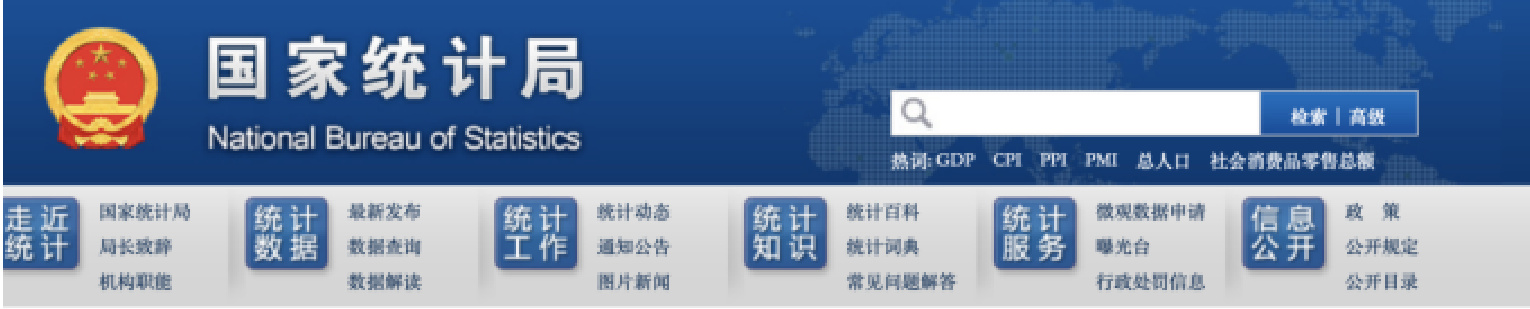 国家统计局
National Bureau of Statistics
检索 | 高级
热词: GDP CPI PPI PMI 总人口 社会消费品零售总额
走近统计
国家统计局
局长致辞
机构职能
统计数据
最新发布
数据查询
数据解读
统计工作
统计动态
通知公告
图片新闻
统计知识
统计百科
统计词典
常见问题解答
统计服务
微观数据申请
曝光台
行政处罚信息
信息公开
政 策
公开规定
公开目录